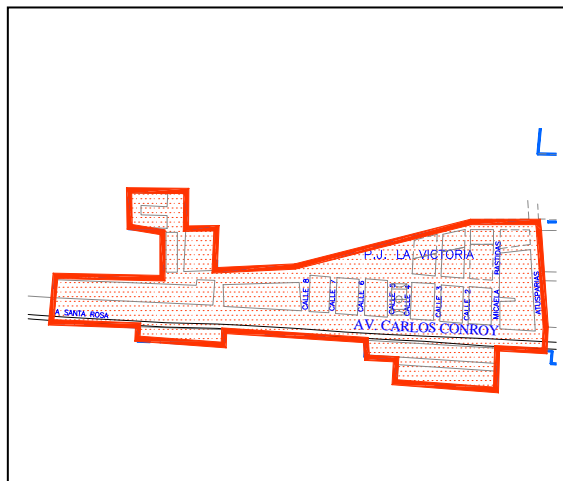 P.J. LA VICTORIA
CALLE 8
CALLE 7
CALLE 6
CALLE 5
CALLE 4
CALLE 3
CALLE 2
MICAELA BASTIDAS
ATUSPARIAS
A SANTA ROSA
AV. CARLOS CONROY